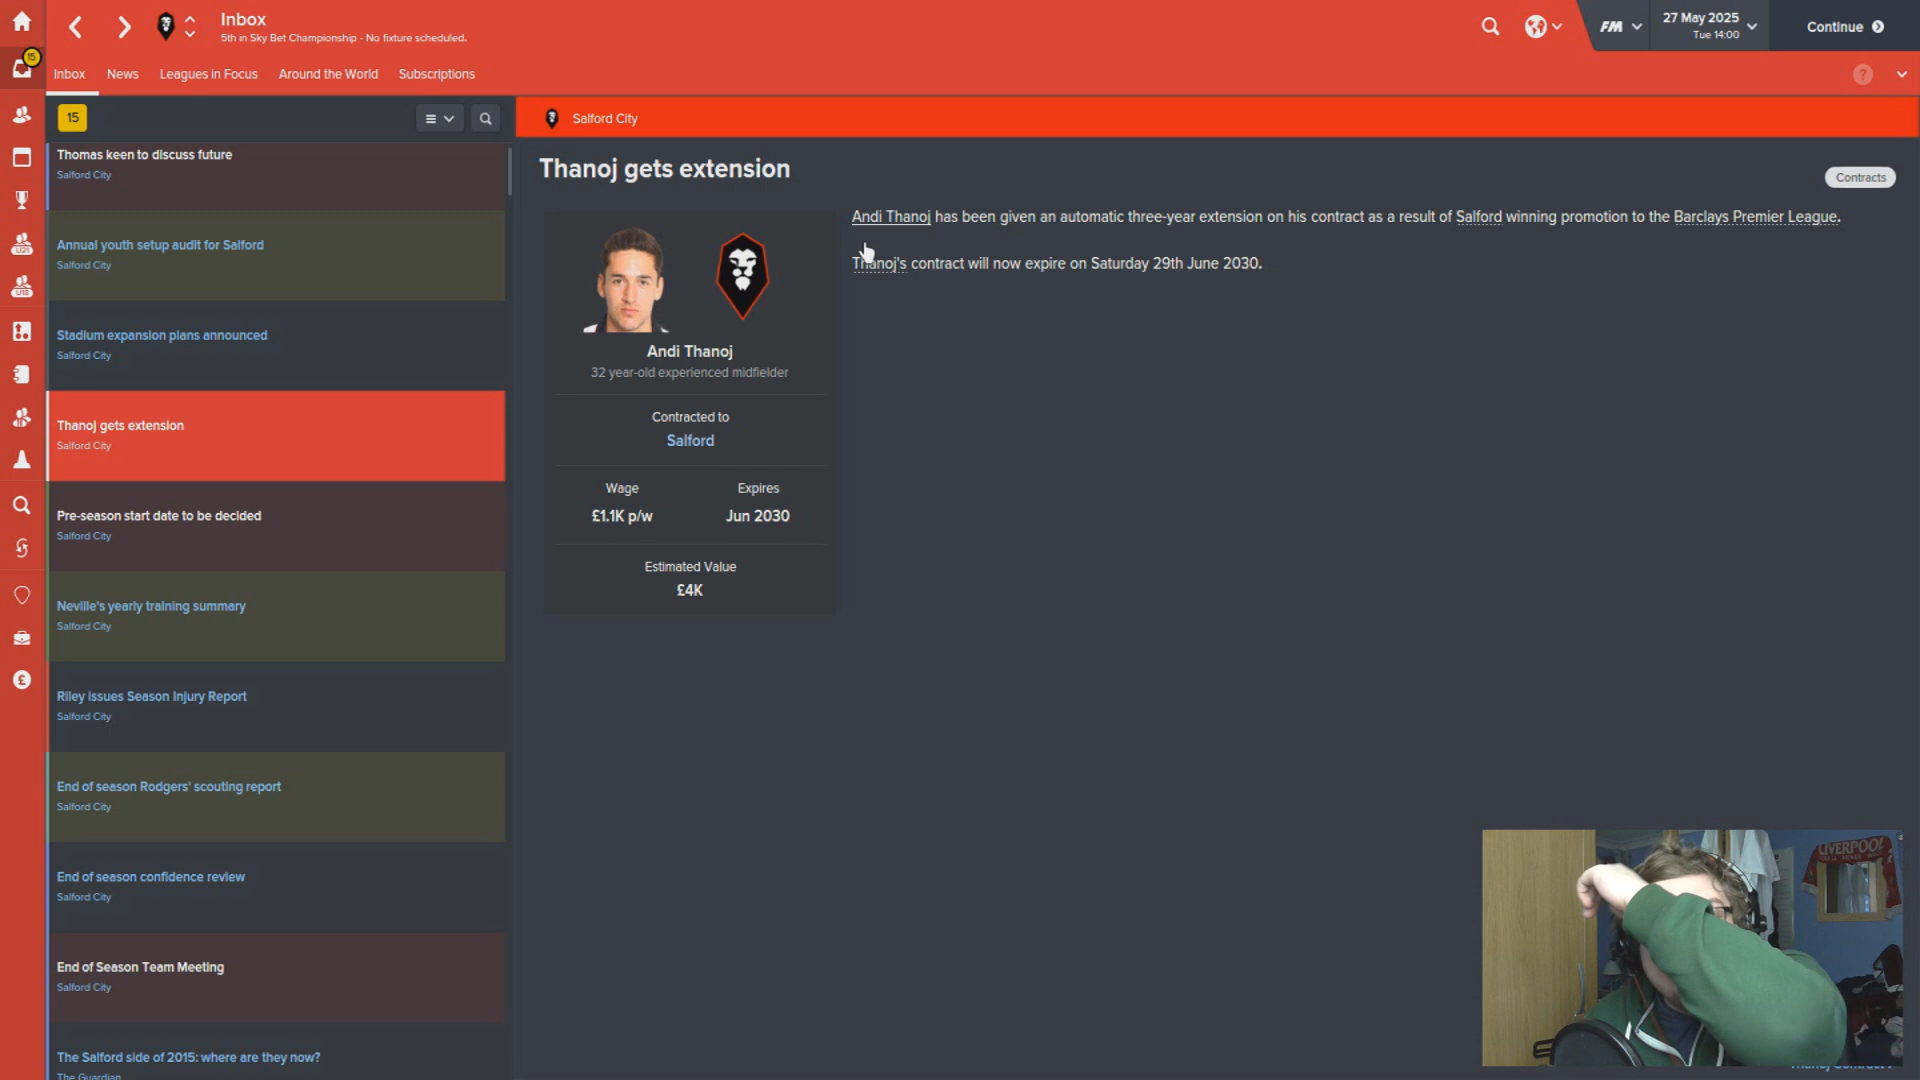 15
Inbox
5th in Sky Bet Championship - No fixture scheduled.
FM
27 May 2025
Tue 14:00
Continue
Inbox
News
Leagues in Focus
Around the World
Subscriptions
?
15
Thomas keen to discuss future
Salford City
Annual youth setup audit for Salford
Salford City
Stadium expansion plans announced
Salford City
Thanoj gets extension
Salford City
Pre-season start date to be decided
Salford City
Neville's yearly training summary
Salford City
Riley issues Season Injury Report
Salford City
End of season Rodgers' scouting report
Salford City
End of season confidence review
Salford City
End of Season Team Meeting
Salford City
The Salford side of 2015: where are they now?
The Guardian
U21
U18
£
Salford City
Thanoj gets extension
Contracts
Andi Thanoj has been given an automatic three-year extension on his contract as a result of Salford winning promotion to the Barclays Premier League.
Thanoj's contract will now expire on Saturday 29th June 2030.
Andi Thanoj
32 year-old experienced midfielder
Contracted to
Salford
Wage
Expires
£1.1K p/w
Jun 2030
Estimated Value
£4K
LIVERPOOL!